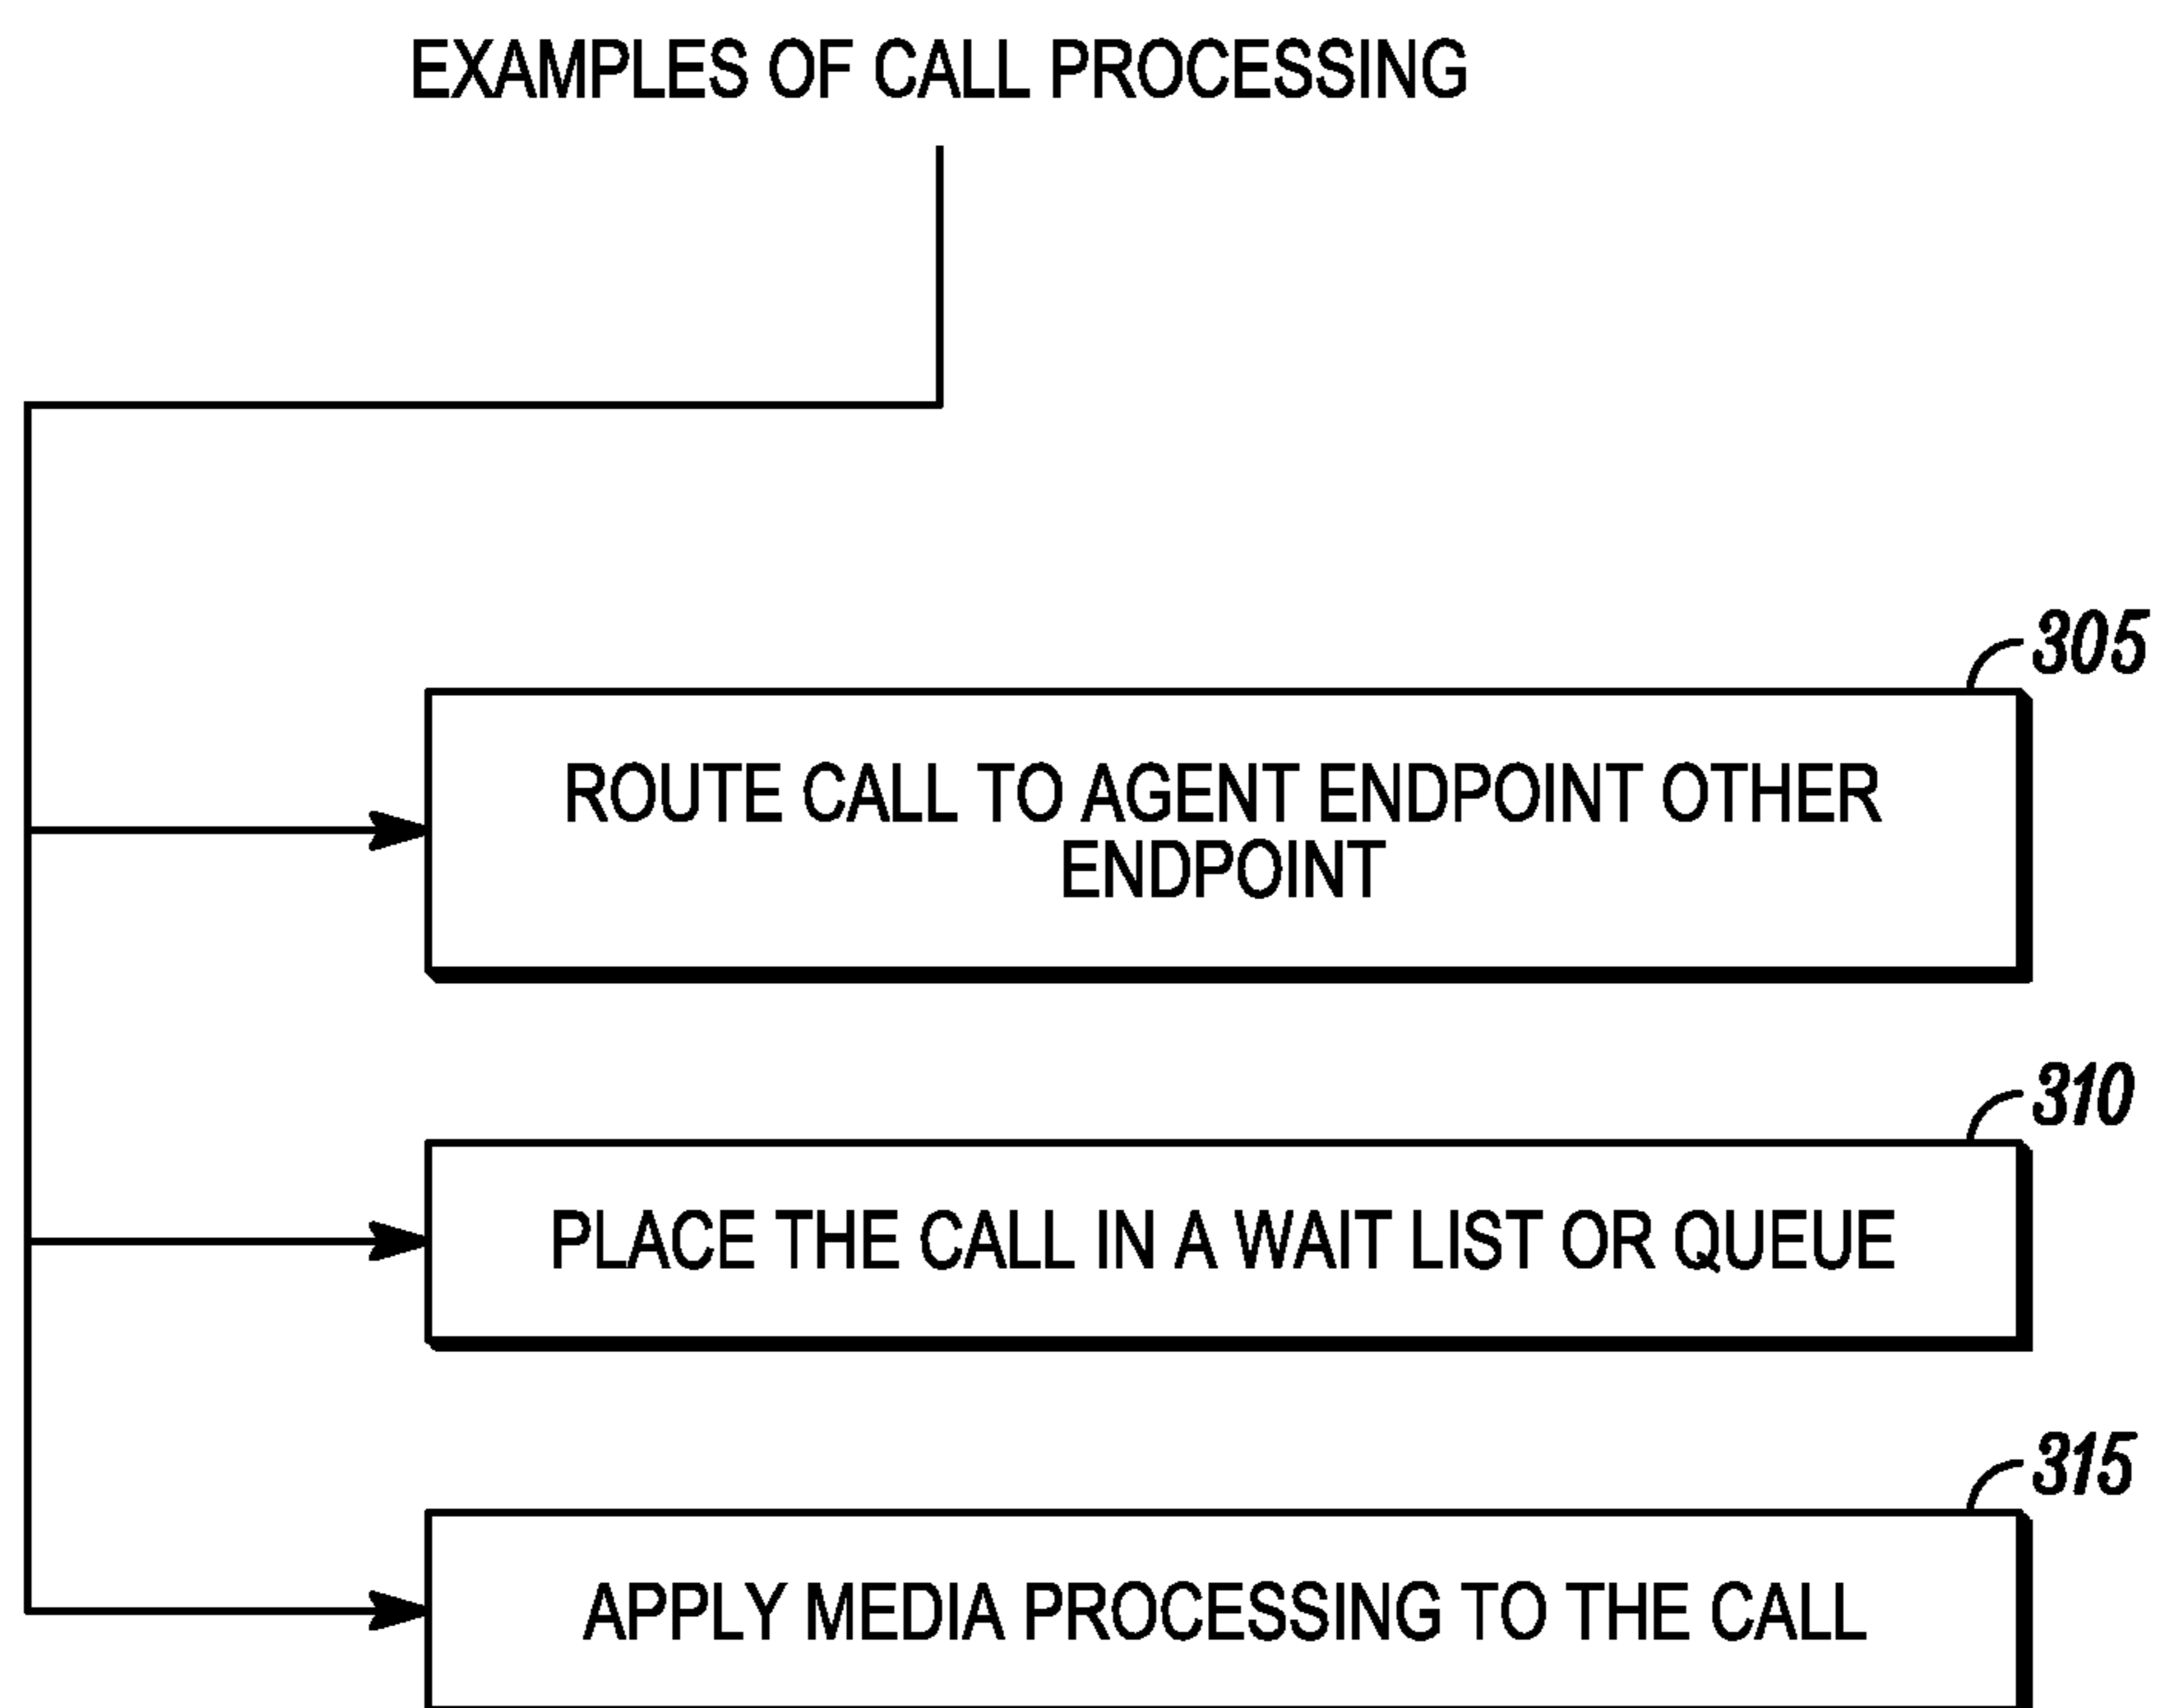 EXAMPLES OF CALL PROCESSING
305
ROUTE CALL TO AGENT ENDPOINT OTHER
ENDPOINT
310
PLACE THE CALL IN A WAIT LIST OR QUEUE
315
APPLY MEDIA PROCESSING TO THE CALL